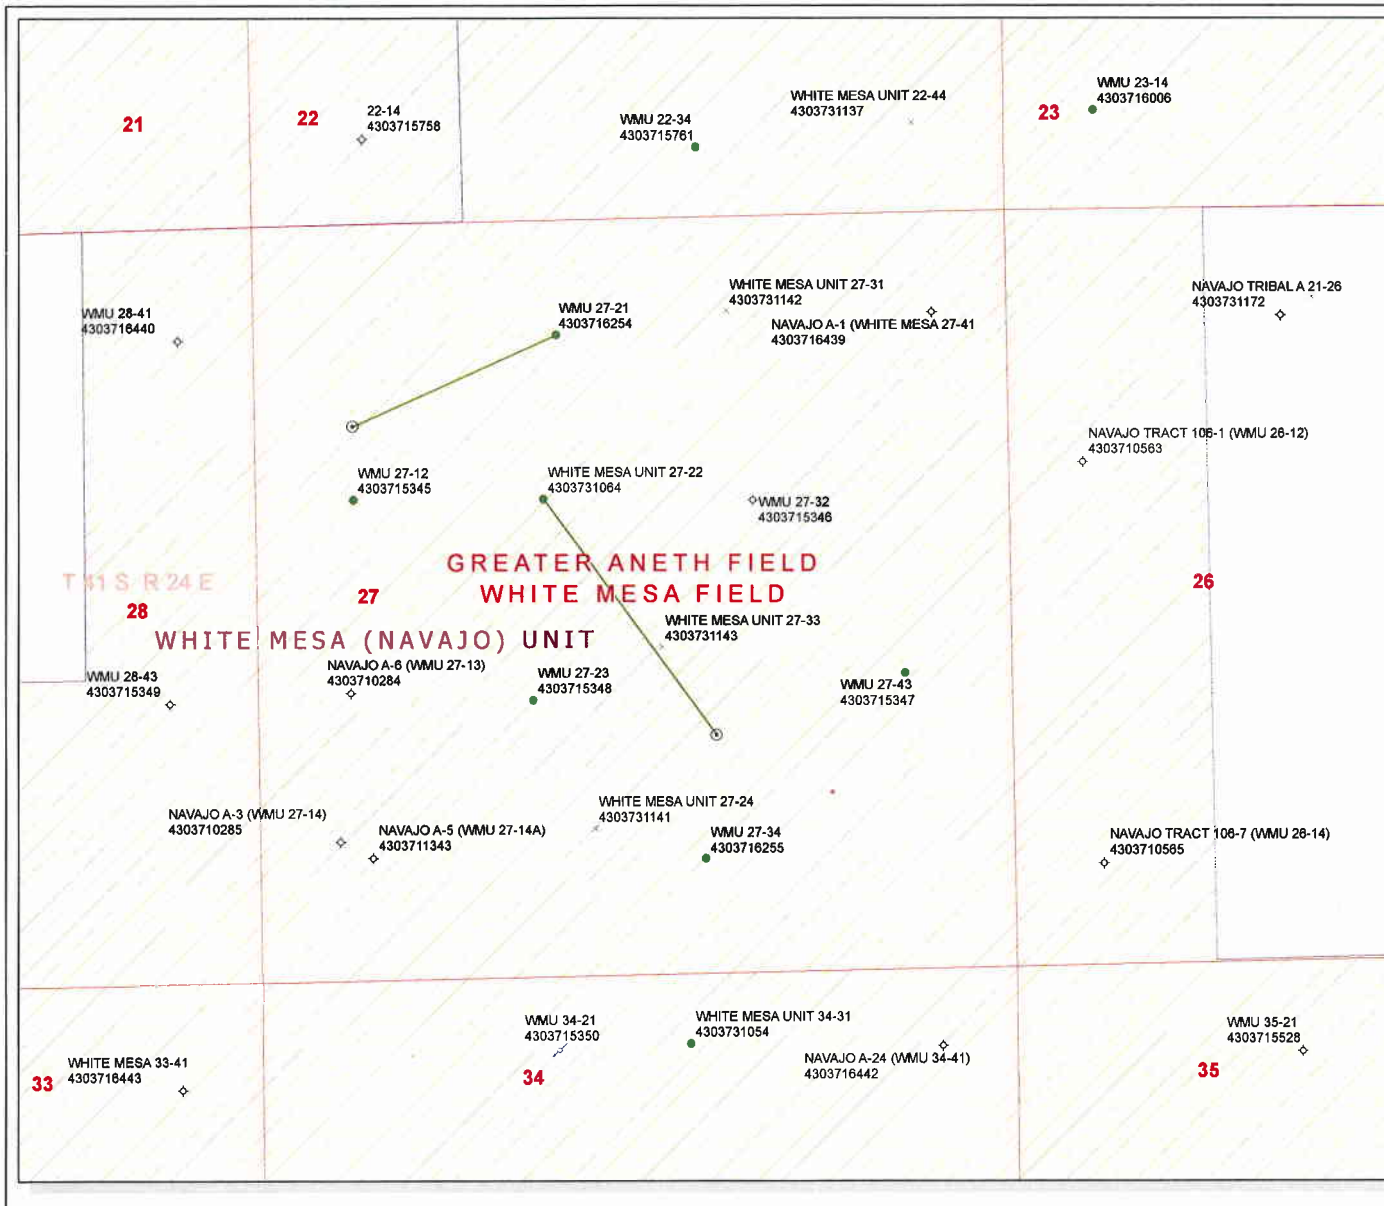 21
22
22-14
4303715758
WMU 22-34
4303715761
WHITE MESA UNIT 22-44
4303731137
23
WMU 23-14
4303716006
WMU 28-41
4303716440
WMU 27-21
4303716254
WHITE MESA UNIT 27-31
4303731142
NAVAJO A-1 (WHITE MESA 27-41
4303716439
NAVAJO TRIBAL A 21-26
4303731172
NAVAJO TRACT 106-1 (WMU 26-12)
4303710563
WMU 27-12
4303715345
WHITE MESA UNIT 27-22
4303731064
WMU 27-32
4303715346
GREATER ANETH FIELD
WHITE MESA FIELD
T 41 S R 24 E
28
27
26
WHITE MESA (NAVAJO) UNIT
WHITE MESA UNIT 27-33
4303731143
WMU 28-43
4303715349
NAVAJO A-6 (WMU 27-13)
4303710284
WMU 27-23
4303715348
WMU 27-43
4303715347
NAVAJO A-3 (WMU 27-14)
4303710285
NAVAJO A-5 (WMU 27-14A)
4303711343
WHITE MESA UNIT 27-24
4303731141
WMU 27-34
4303716255
NAVAJO TRACT 106-7 (WMU 26-14)
4303710565
WMU 34-21
4303715350
WHITE MESA UNIT 34-31
4303731054
NAVAJO A-24 (WMU 34-41)
4303716442
WMU 35-21
4303715528
WHITE MESA 33-41
4303716443
33
34
35